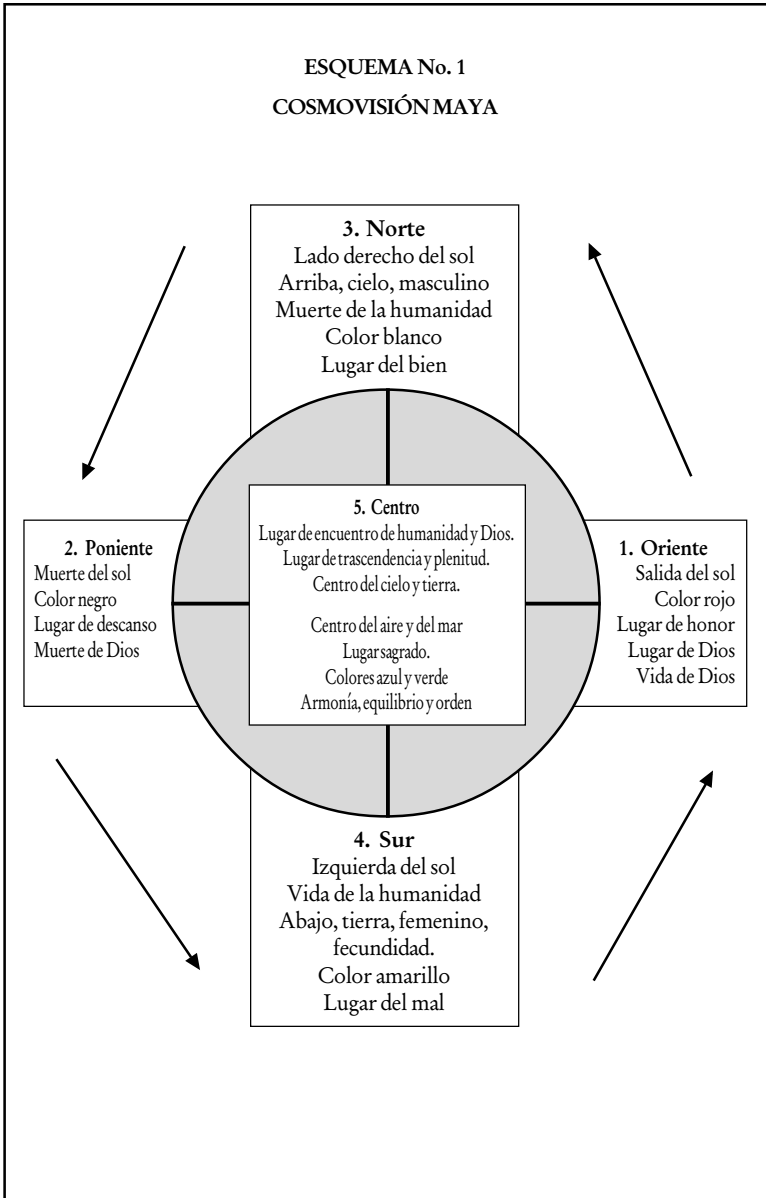 ESQUEMA No. 1
COSMOVISIÓN MAYA
3. Norte
Lado derecho del sol
Arriba, cielo, masculino
Muerte de la humanidad
Color blanco
Lugar del bien
5. Centro
Lugar de encuentro de humanidad y Dios.
Lugar de trascendencia y plenitud.
Centro del cielo y tierra.
Centro del aire y del mar
Lugar sagrado.
Colores azul y verde
Armonía, equilibrio y orden
2. Poniente
Muerte del sol
Color negro
Lugar de descanso
Muerte de Dios
1. Oriente
Salida del sol
Color rojo
Lugar de honor
Lugar de Dios
Vida de Dios
4. Sur
Izquierda del sol
Vida de la humanidad
Abajo, tierra, femenino,
fecundidad.
Color amarillo
Lugar del mal